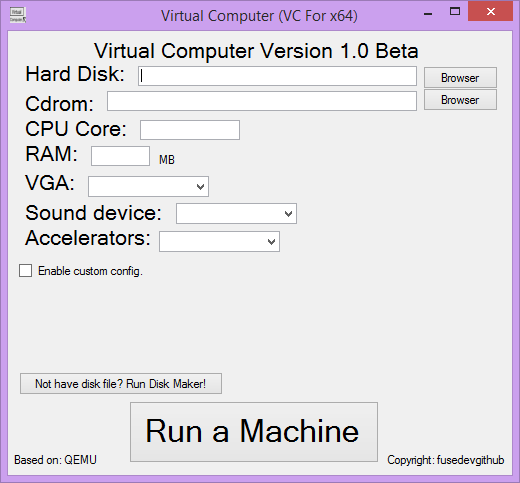 Virtual Computer (VC For x64)
Virtual Computer Version 1.0 Beta
Hard Disk:
Browser
Cdrom:
Browser
CPU Core:
RAM:
MB
VGA:
Sound device:
Accelerators:
Enable custom config.
Not have disk file? Run Disk Maker!
Run a Machine
Based on: QEMU
Copyright: fusedevgithub